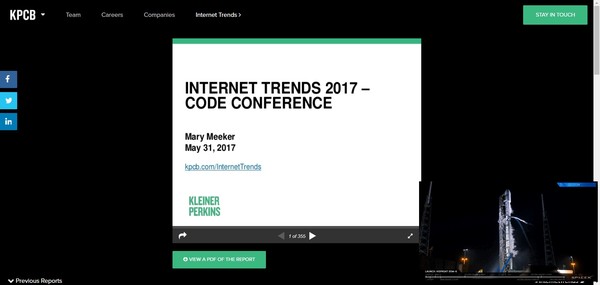 KPCB
Team
Careers
Companies
Internet Trends
STAY IN TOUCH
INTERNET TRENDS 2017 –
CODE CONFERENCE
Mary Meeker
May 31, 2017
kpcb.com/InternetTrends
KLEINER
PERKINS
1 of 355
VIEW A PDF OF THE REPORT
Previous Reports